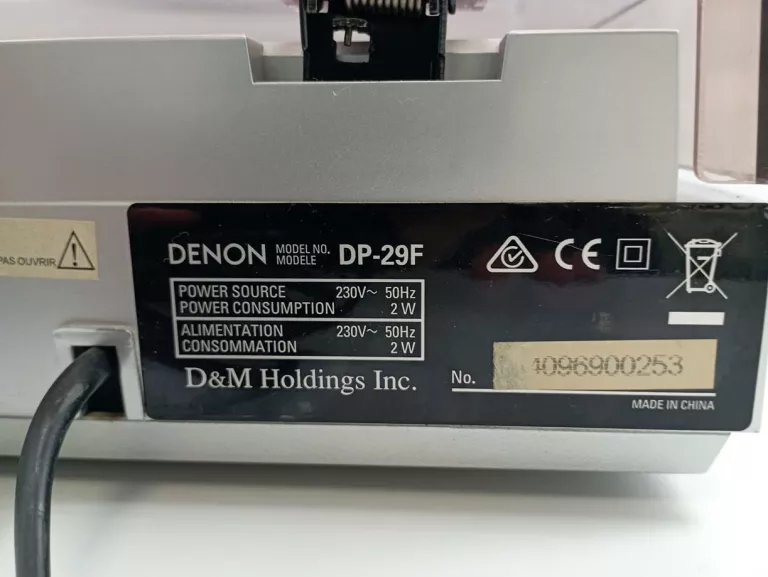 PAS OUVRIR
DENON MODEL NO. MODELE DP-29F
POWER SOURCE 230V~ 50Hz
POWER CONSUMPTION 2 W
ALIMENTATION 230V~ 50Hz
CONSOMMATION 2 W
D&M Holdings Inc.
CE
No. 4096900253
MADE IN CHINA